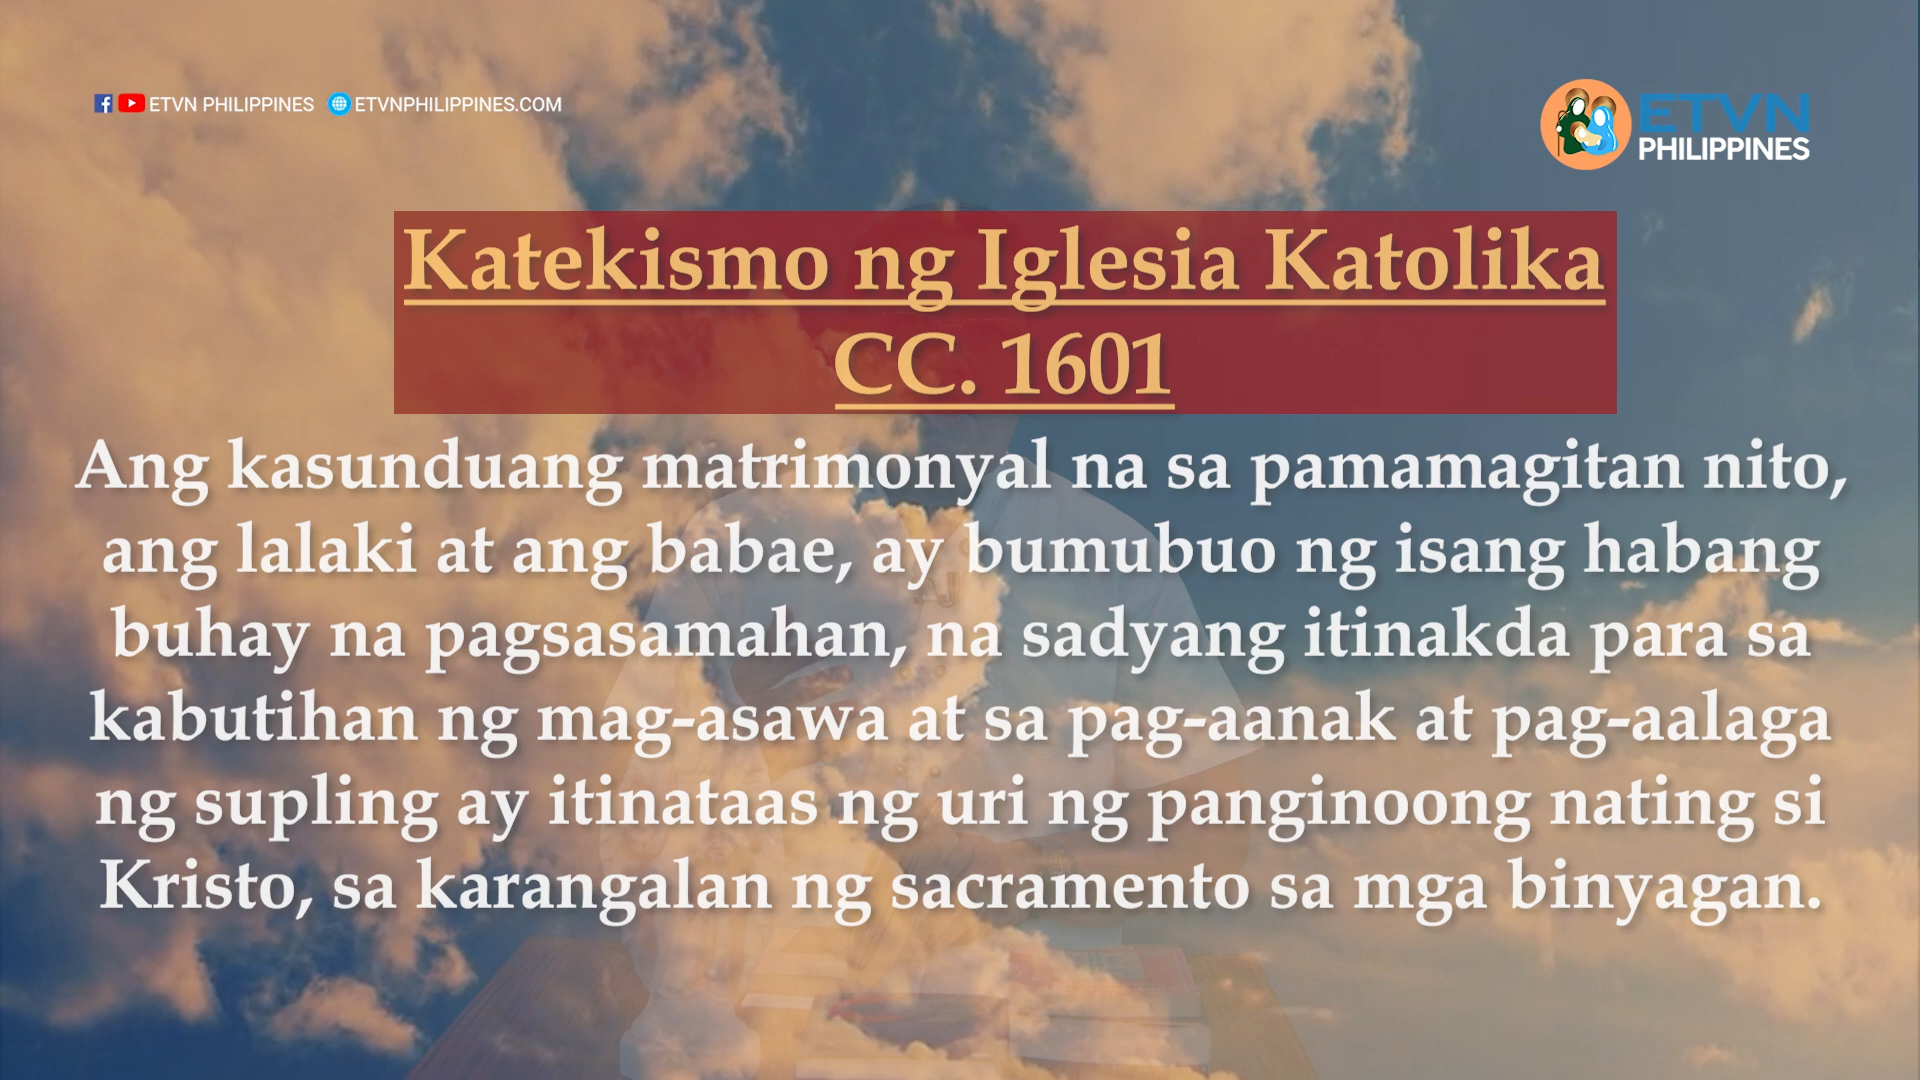 ETVN PHILIPPINES ETVNPHILIPPINES.COM
ETVN
PHILIPPINES
Katekismo ng Iglesia Katolika
CC. 1601
Ang kasunduang matrimonyal na sa pamamagitan nito,
ang lalaki at ang babae, ay bumubuo ng isang habang
buhay na pagsasamahan, na sadyang itinakda para sa
kabutihan ng mag-asawa at sa pag-aanak at pag-aalaga
ng supling ay itinataas ng uri ng panginoong nating si
Kristo, sa karangalan ng sacramento sa mga binyagan.